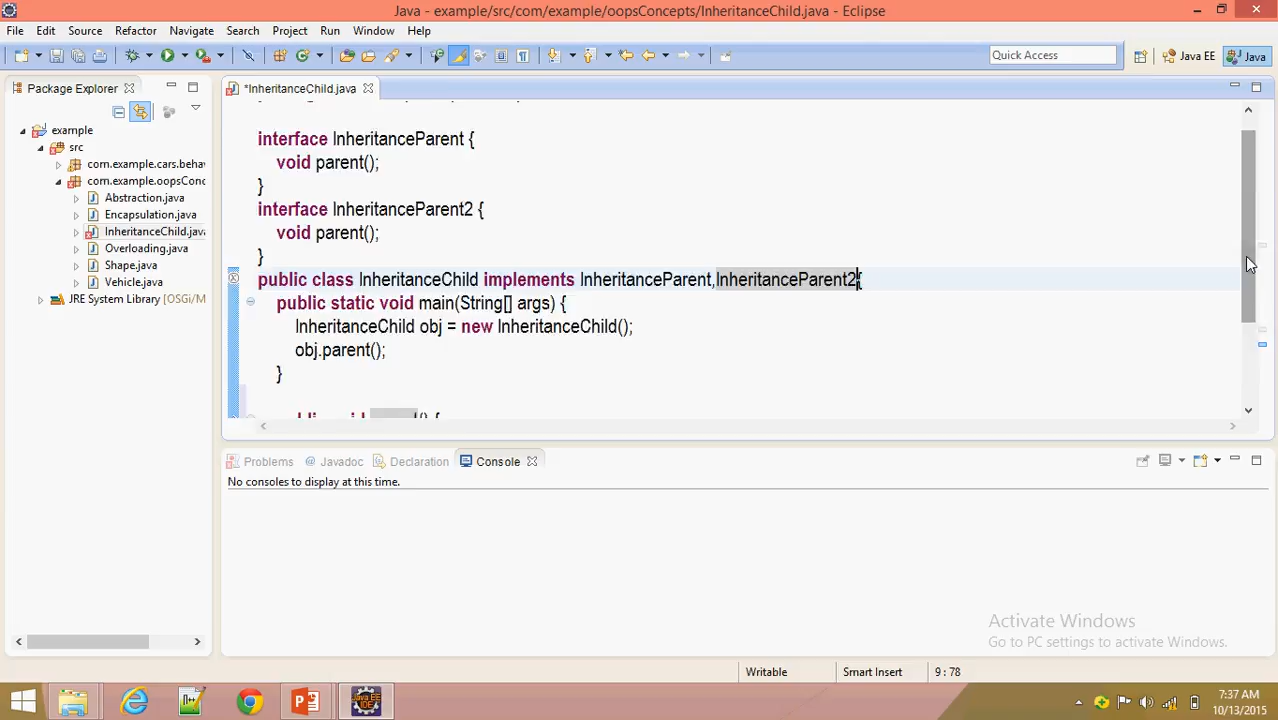 Java - example/src/com/example/oopsConcepts/InheritanceChild.java - Eclipse
File Edit Source Refactor Navigate Search Project Run Window Help
Quick Access
Java EE
Java
Package Explorer
*InheritanceChild.java
example
src
com.example.cars.beha
com.example.oopsConc
Abstraction.java
Encapsulation.java
InheritanceChild.java
Overloading.java
Shape.java
Vehicle.java
JRE System Library [OSGi/M
interface InheritanceParent {
void parent();
}
interface InheritanceParent2 {
void parent();
}
public class InheritanceChild implements InheritanceParent,InheritanceParent2{
public static void main(String[] args) {
InheritanceChild obj = new InheritanceChild();
obj.parent();
}
Problems @ Javadoc Declaration Console
No consoles to display at this time.
Activate Windows
Go to PC settings to activate Windows.
Writable Smart Insert 9 : 78
7:37 AM
10/13/2015